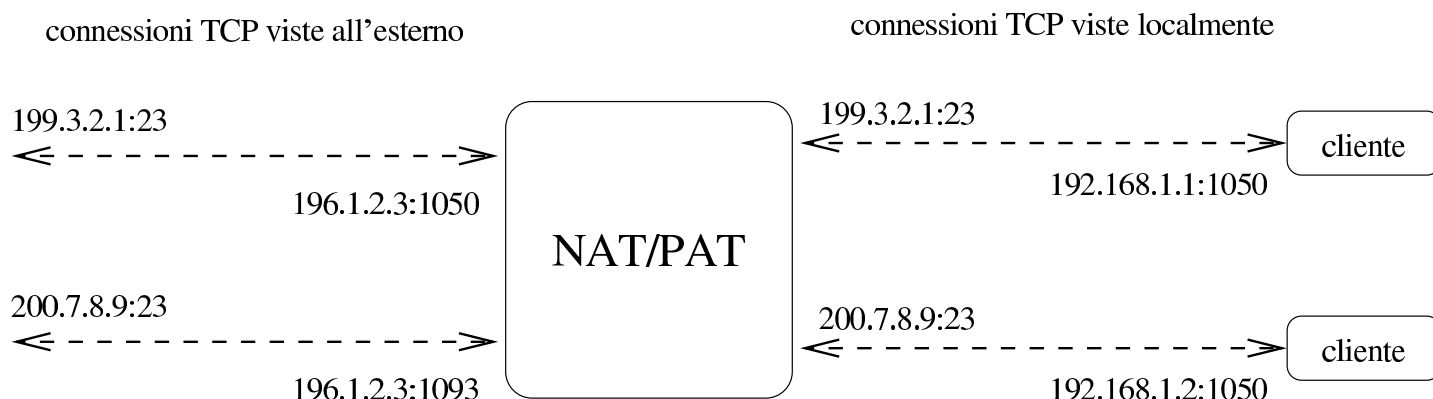 connessioni TCP viste all'esterno
connessioni TCP viste localmente
199.3.2.1:23
199.3.2.1:23
cliente
196.1.2.3:1050
192.168.1.1:1050
NAT/PAT
200.7.8.9:23
200.7.8.9:23
cliente
196.1.2.3:1093
192.168.1.2:1050